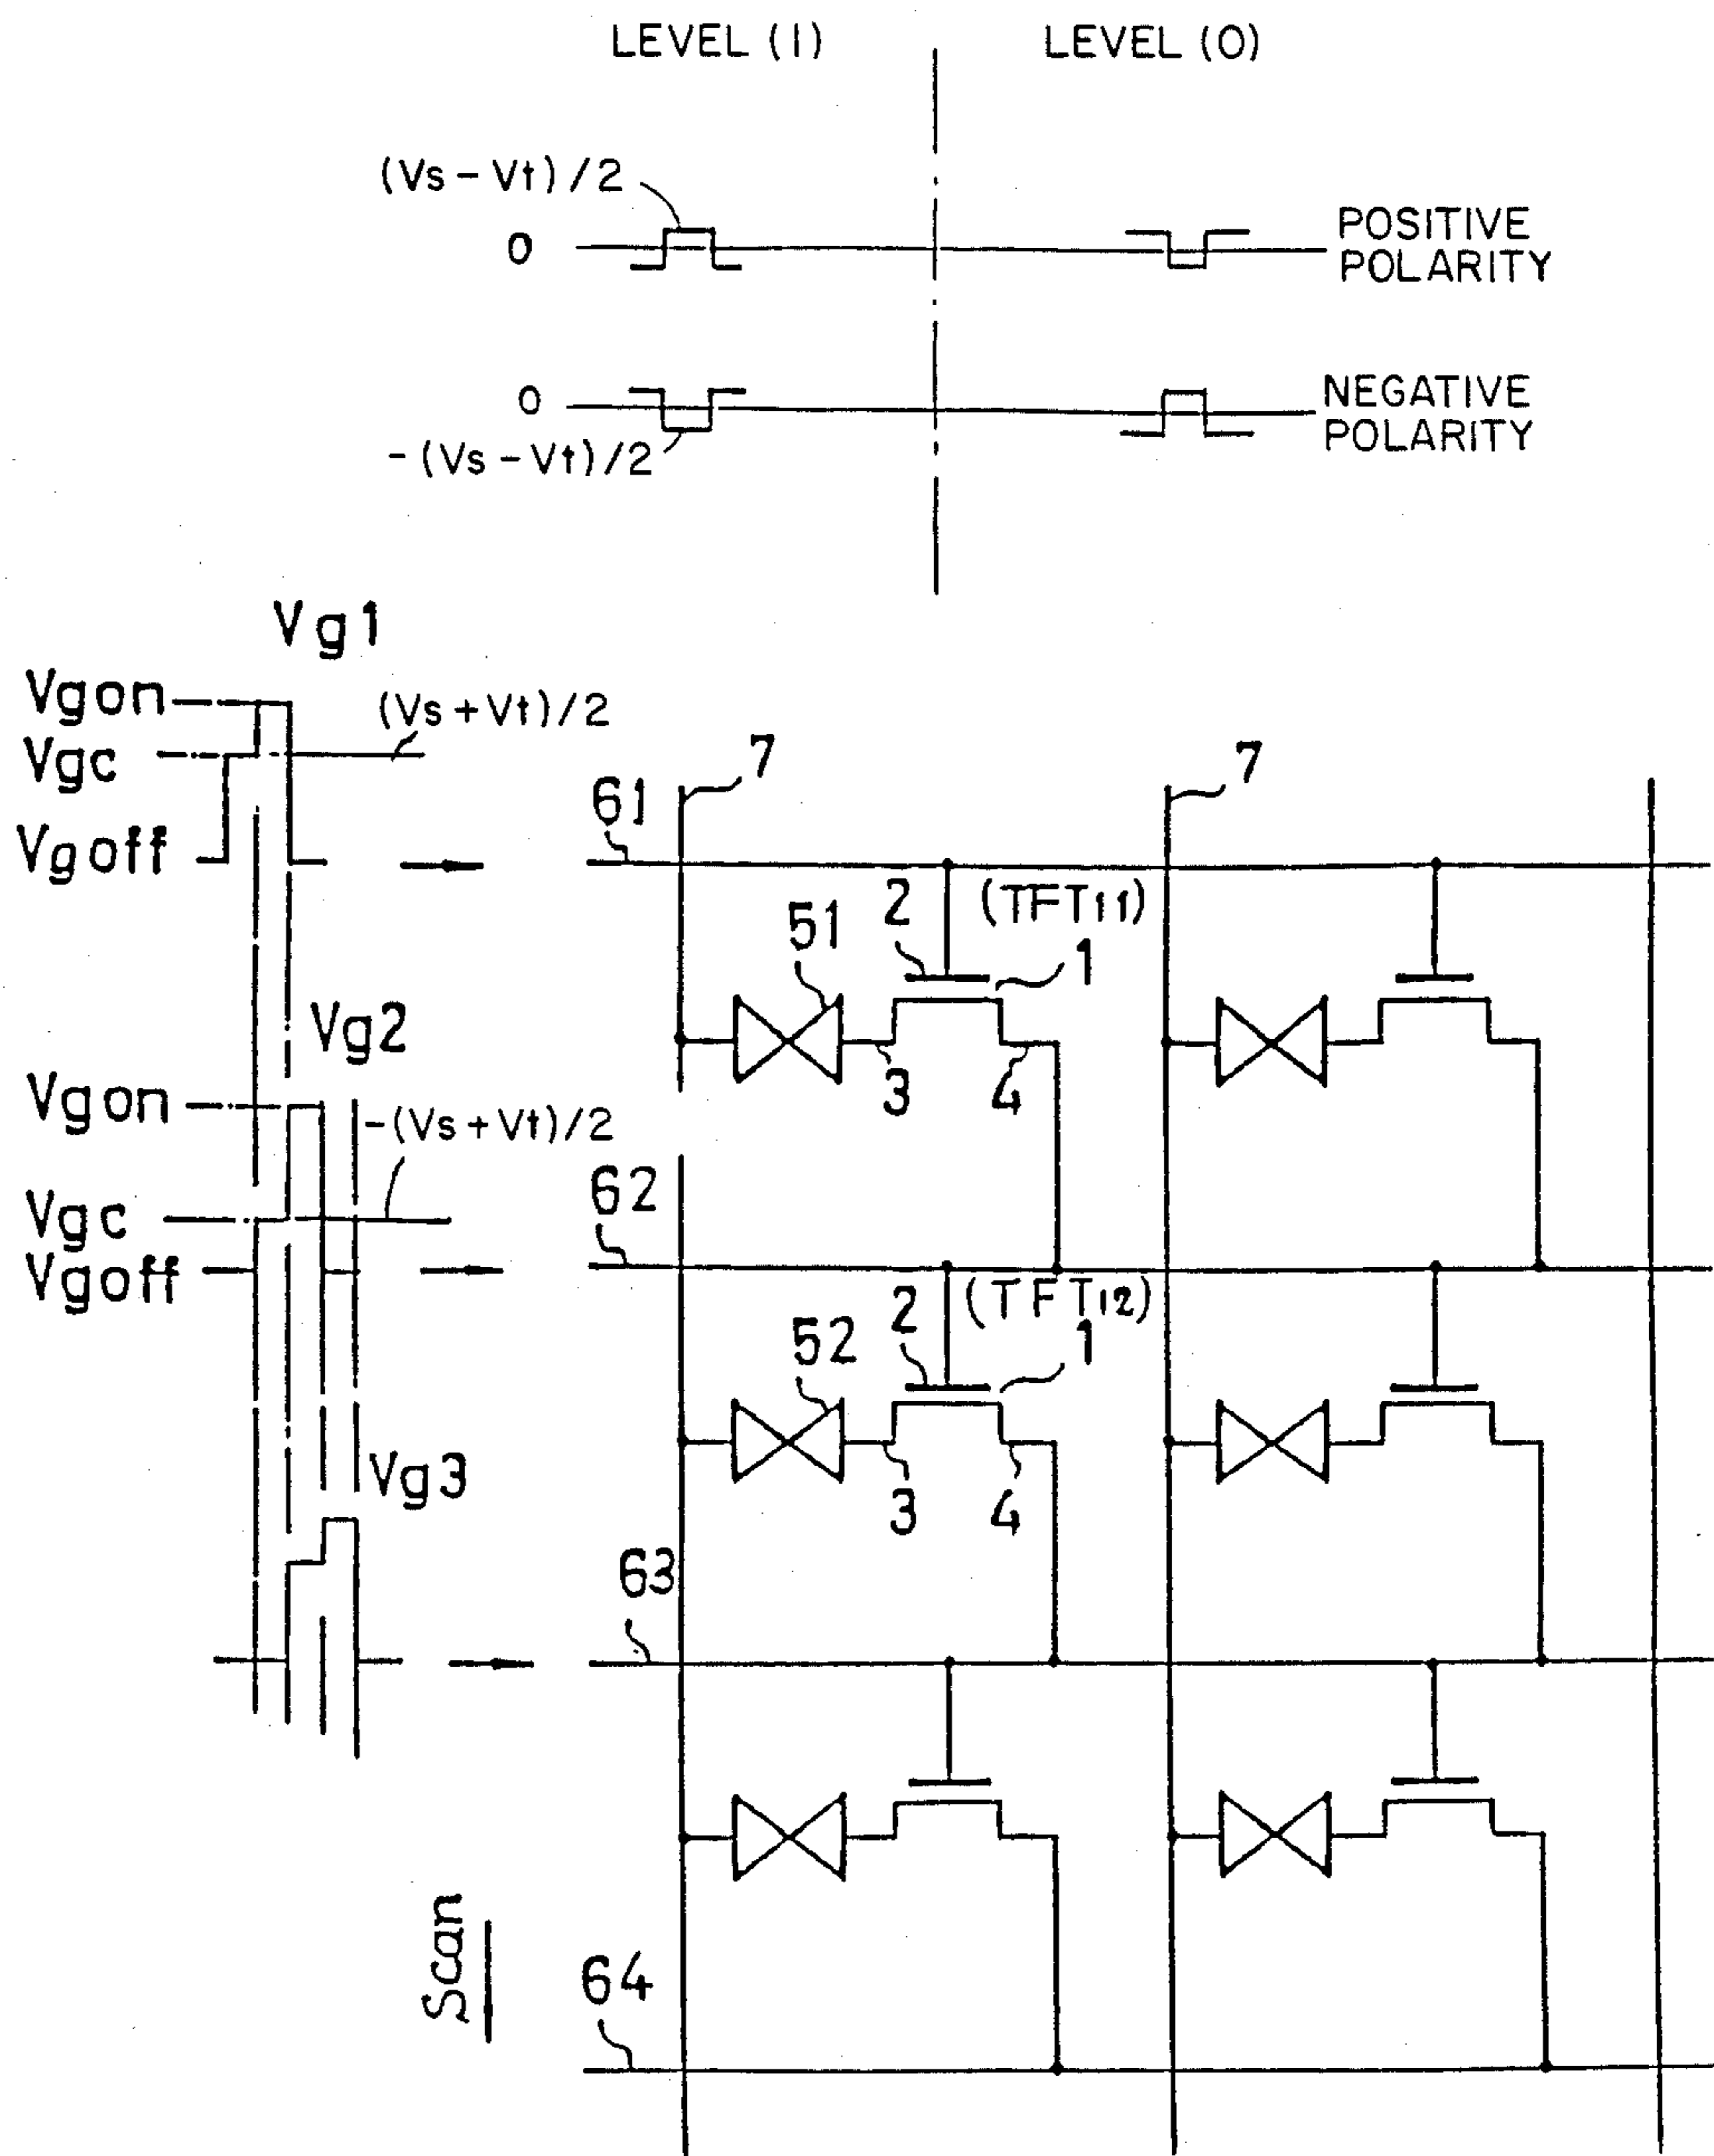 LEVEL (1)
LEVEL (0)
(Vs - Vt)/2
0
POSITIVE
POLARITY
0
NEGATIVE
POLARITY
-(Vs - Vt)/2
Vg1
Vgon
(Vs + Vt)/2
Vgc
7
7
61
Vgoff
2
(TFT11)
51
1
Vg2
3
4
Vgon
-(Vs + Vt)/2
62
Vgc
Vgoff
2
(TFT12)
52
1
Vg3
3
4
63
Scan
64